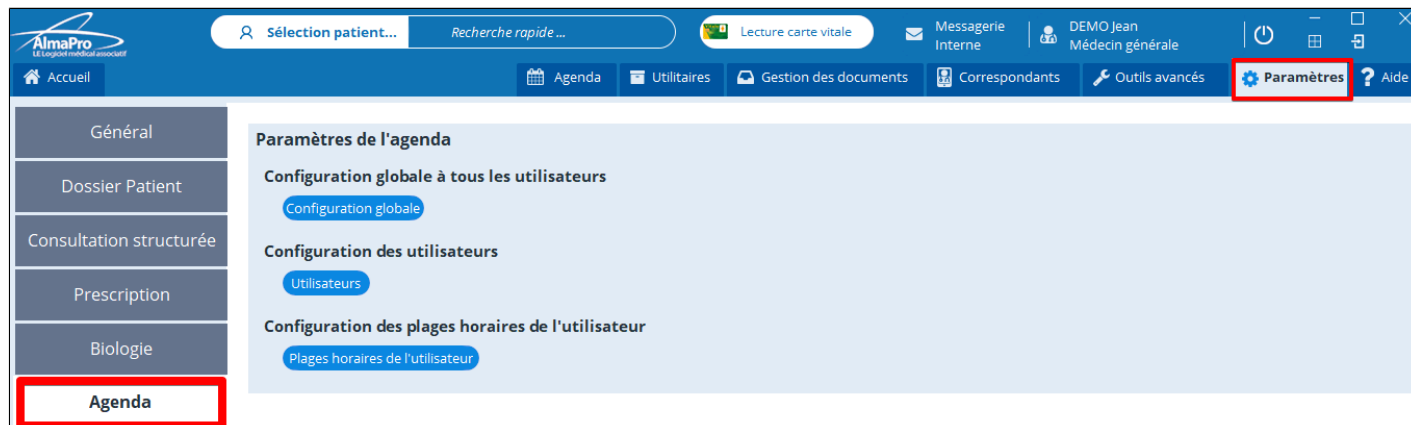 AlmaPro
LE Logiciel médical associatif
Sélection patient...
Recherche rapide ...
Lecture carte vitale
Messagerie
Interne
DEMO Jean
Médecin générale
Accueil
Agenda
Utilitaires
Gestion des documents
Correspondants
Outils avancés
Paramètres
? Aide
Général
Dossier Patient
Consultation structurée
Prescription
Biologie
Agenda
Paramètres de l'agenda
Configuration globale à tous les utilisateurs
Configuration globale
Configuration des utilisateurs
Utilisateurs
Configuration des plages horaires de l'utilisateur
Plages horaires de l'utilisateur